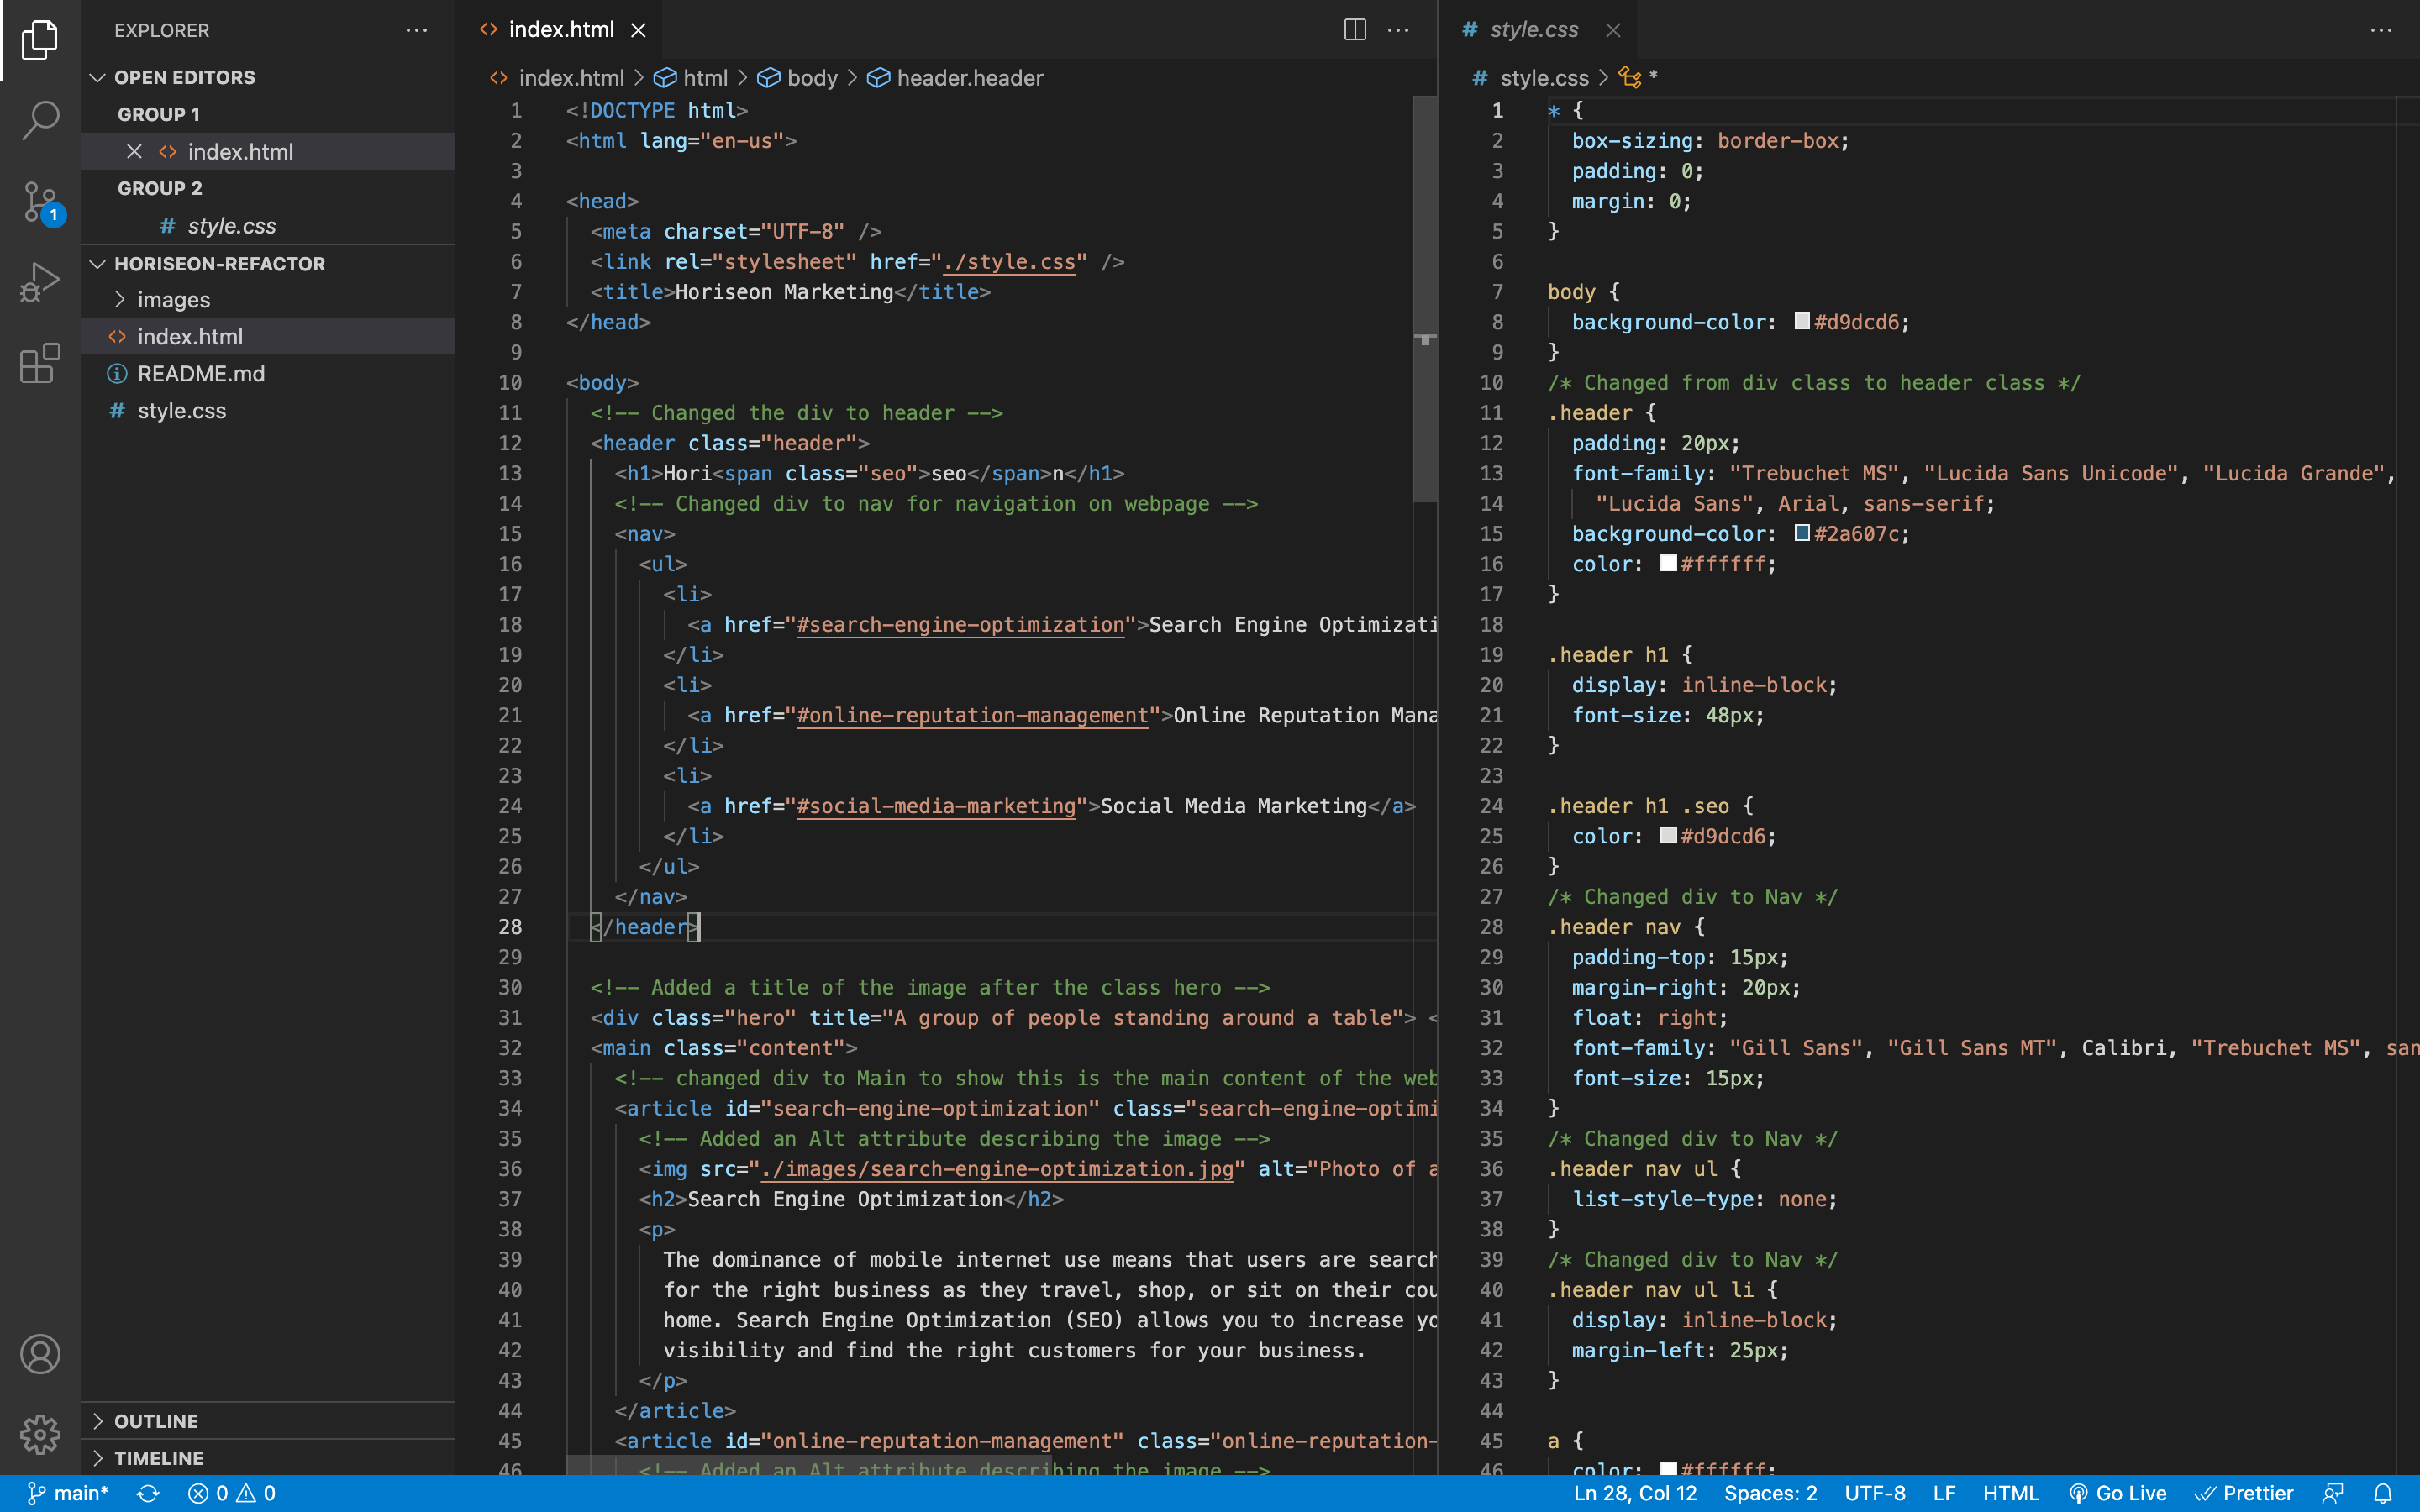 EXPLORER
OPEN EDITORS
GROUP 1
index.html
GROUP 2
style.css
HORISEON-REFACTOR
images
index.html
README.md
style.css
OUTLINE
TIMELINE
1
index.html
index.html > html > body > header.header
1 <!DOCTYPE html>
2 <html lang="en-us">
3
4 <head>
5 <meta charset="UTF-8" />
6 <link rel="stylesheet" href="./style.css" />
7 <title>Horiseon Marketing</title>
8 </head>
9
10 <body>
11 <!-- Changed the div to header -->
12 <header class="header">
13 <h1>Hori<span class="seo">seo</span>n</h1>
14 <!-- Changed div to nav for navigation on webpage -->
15 <nav>
16 <ul>
17 <li>
18 <a href="#search-engine-optimization">Search Engine Optimizati
19 </li>
20 <li>
21 <a href="#online-reputation-management">Online Reputation Mana
22 </li>
23 <li>
24 <a href="#social-media-marketing">Social Media Marketing</a>
25 </li>
26 </ul>
27 </nav>
28 </header>
29
30 <!-- Added a title of the image after the class hero -->
31 <div class="hero" title="A group of people standing around a table"> <
32 <main class="content">
33 <!-- changed div to Main to show this is the main content of the web
34 <article id="search-engine-optimization" class="search-engine-optimi
35 <!-- Added an Alt attribute describing the image -->
36 <img src="./images/search-engine-optimization.jpg" alt="Photo of a
37 <h2>Search Engine Optimization</h2>
38 <p>
39 The dominance of mobile internet use means that users are search
40 for the right business as they travel, shop, or sit on their cou
41 home. Search Engine Optimization (SEO) allows you to increase yo
42 visibility and find the right customers for your business.
43 </p>
44 </article>
45 <article id="online-reputation-management" class="online-reputation-
46 <!-- Added an Alt attribute describing the image -->
style.css
style.css > *
1 * {
2 box-sizing: border-box;
3 padding: 0;
4 margin: 0;
5 }
6
7 body {
8 background-color: #d9dcd6;
9 }
10 /* Changed from div class to header class */
11 .header {
12 padding: 20px;
13 font-family: "Trebuchet MS", "Lucida Sans Unicode", "Lucida Grande",
14 "Lucida Sans", Arial, sans-serif;
15 background-color: #2a607c;
16 color: #ffffff;
17 }
18
19 .header h1 {
20 display: inline-block;
21 font-size: 48px;
22 }
23
24 .header h1 .seo {
25 color: #d9dcd6;
26 }
27 /* Changed div to Nav */
28 .header nav {
29 padding-top: 15px;
30 margin-right: 20px;
31 float: right;
32 font-family: "Gill Sans", "Gill Sans MT", Calibri, "Trebuchet MS", san
33 font-size: 15px;
34 }
35 /* Changed div to Nav */
36 .header nav ul {
37 list-style-type: none;
38 }
39 /* Changed div to Nav */
40 .header nav ul li {
41 display: inline-block;
42 margin-left: 25px;
43 }
44
45 a {
46 color: #ffffff;
main* 0 0 Ln 28, Col 12 Spaces: 2 UTF-8 LF HTML Go Live Prettier